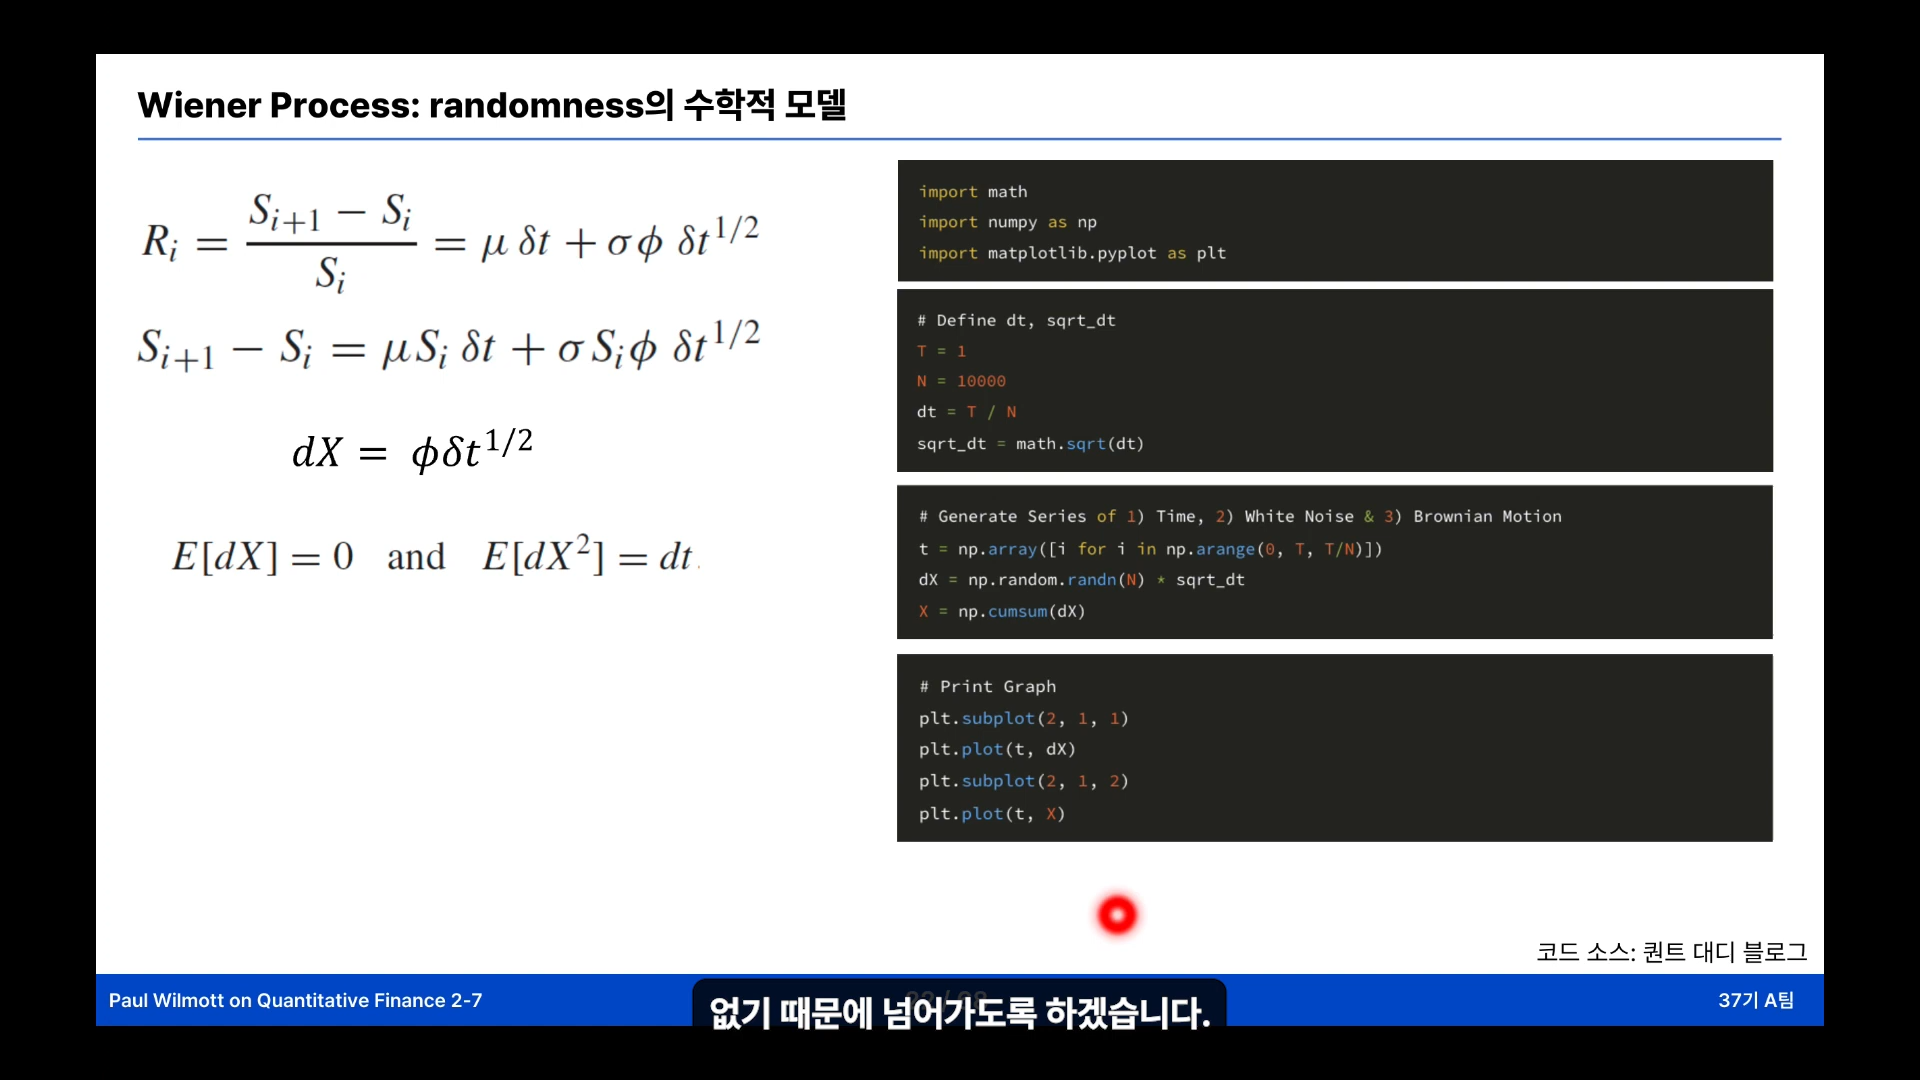 Wiener Process: randomness의 수학적 모델
R_i = \frac{S_{i+1} − S_i}{S_i} = μ δt + σϕ δt^{1/2}
S_{i+1} − S_i = μS_i δt + σS_iϕ δt^{1/2}
dX = ϕδt^{1/2}
E[dX] = 0 and E[dX^2] = dt.
import math
import numpy as np
import matplotlib.pyplot as plt
# Define dt, sqrt_dt
T = 1
N = 10000
dt = T / N
sqrt_dt = math.sqrt(dt)
# Generate Series of 1) Time, 2) White Noise & 3) Brownian Motion
t = np.array([i for i in np.arange(0, T, T/N)])
dX = np.random.randn(N) * sqrt_dt
X = np.cumsum(dX)
# Print Graph
plt.subplot(2, 1, 1)
plt.plot(t, dX)
plt.subplot(2, 1, 2)
plt.plot(t, X)
코드 소스: 퀀트 대디 블로그
Paul Wilmott on Quantitative Finance 2-7
없기 때문에 넘어가도록 하겠습니다.
37기 A팀